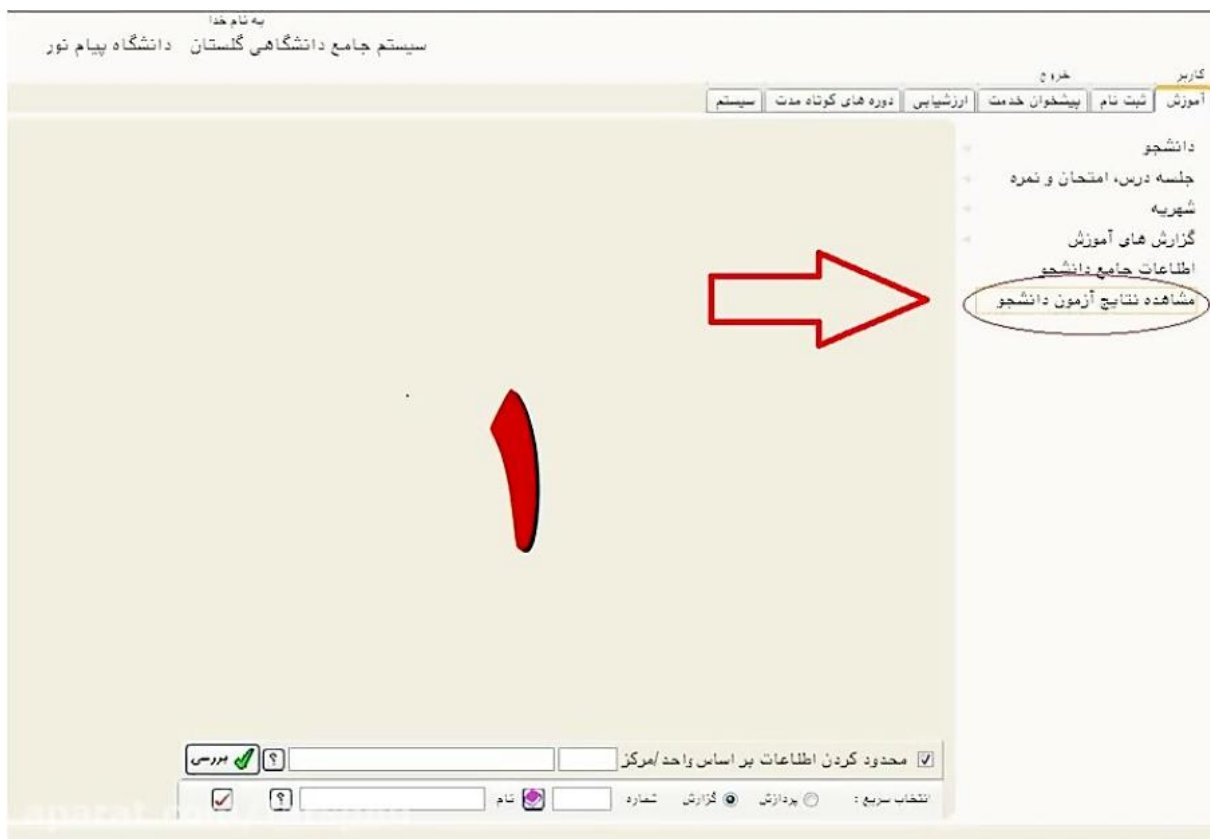 به نام خدا
سیستم جامع دانشگاهی گلستان دانشگاه پیام نور
کاربر خروج
آموزش ثبت نام پیشخوان خدمت ارزشیابی دوره های کوتاه مدت سیستم
دانشجو
جلسه درس، امتحان و نمره
شهریه
گزارش های آموزش
اطلاعات جامع دانشجو
مشاهده نتایج آزمون دانشجو
۱
محدود کردن اطلاعات بر اساس واحد/مرکز ؟ بررسی
انتخاب سریع : پردازش گزارش شماره نام ؟